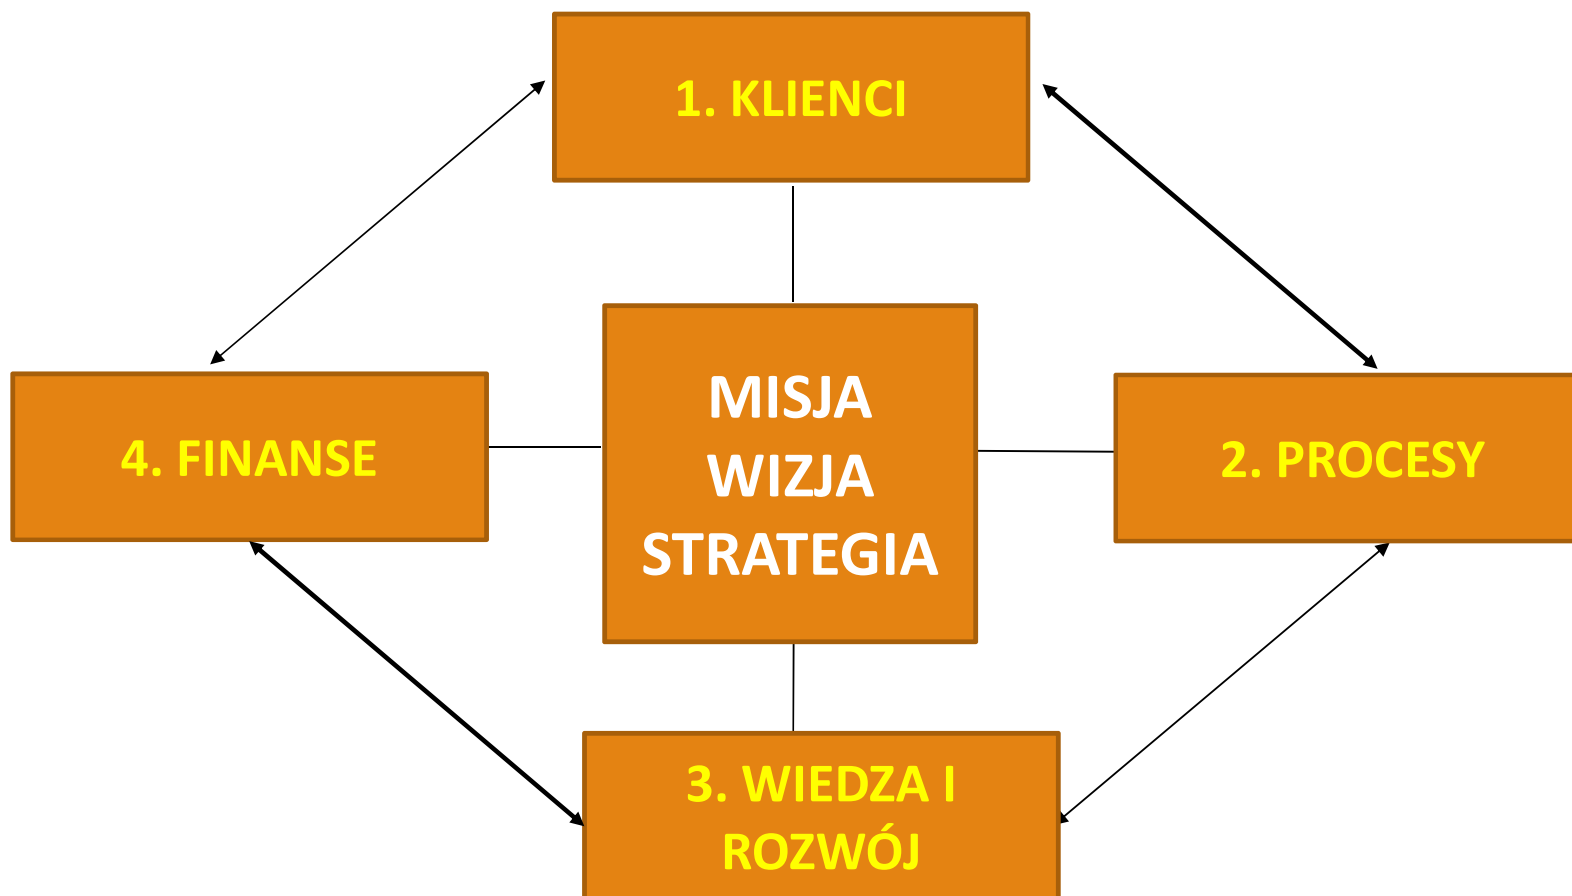 1. KLIENCI
4. FINANSE
MISJA
WIZJA
STRATEGIA
2. PROCESY
3. WIEDZA I
ROZWÓJ